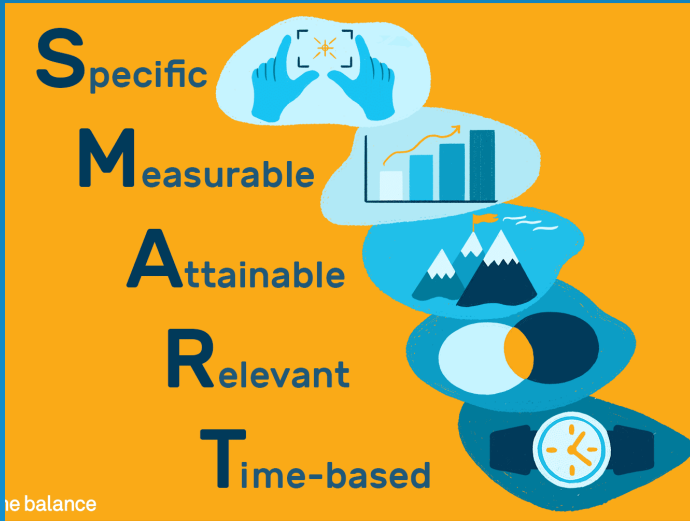 Specific
Measurable
Attainable
Relevant
Time-based
he balance